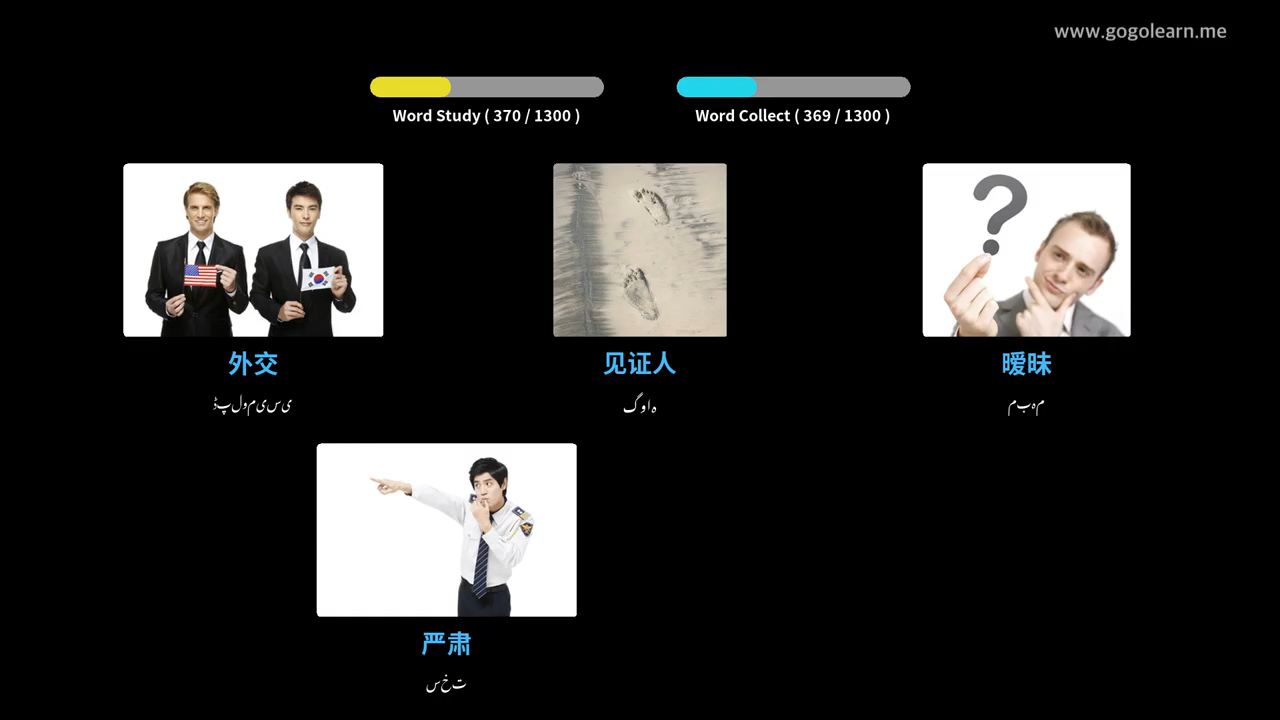 www.gogolearn.me
Word Study ( 370 / 1300 )
Word Collect ( 369 / 1300 )
外交
ڈپلومیسی
见证人
گواہ
暧昧
مبہم
严肃
سخت